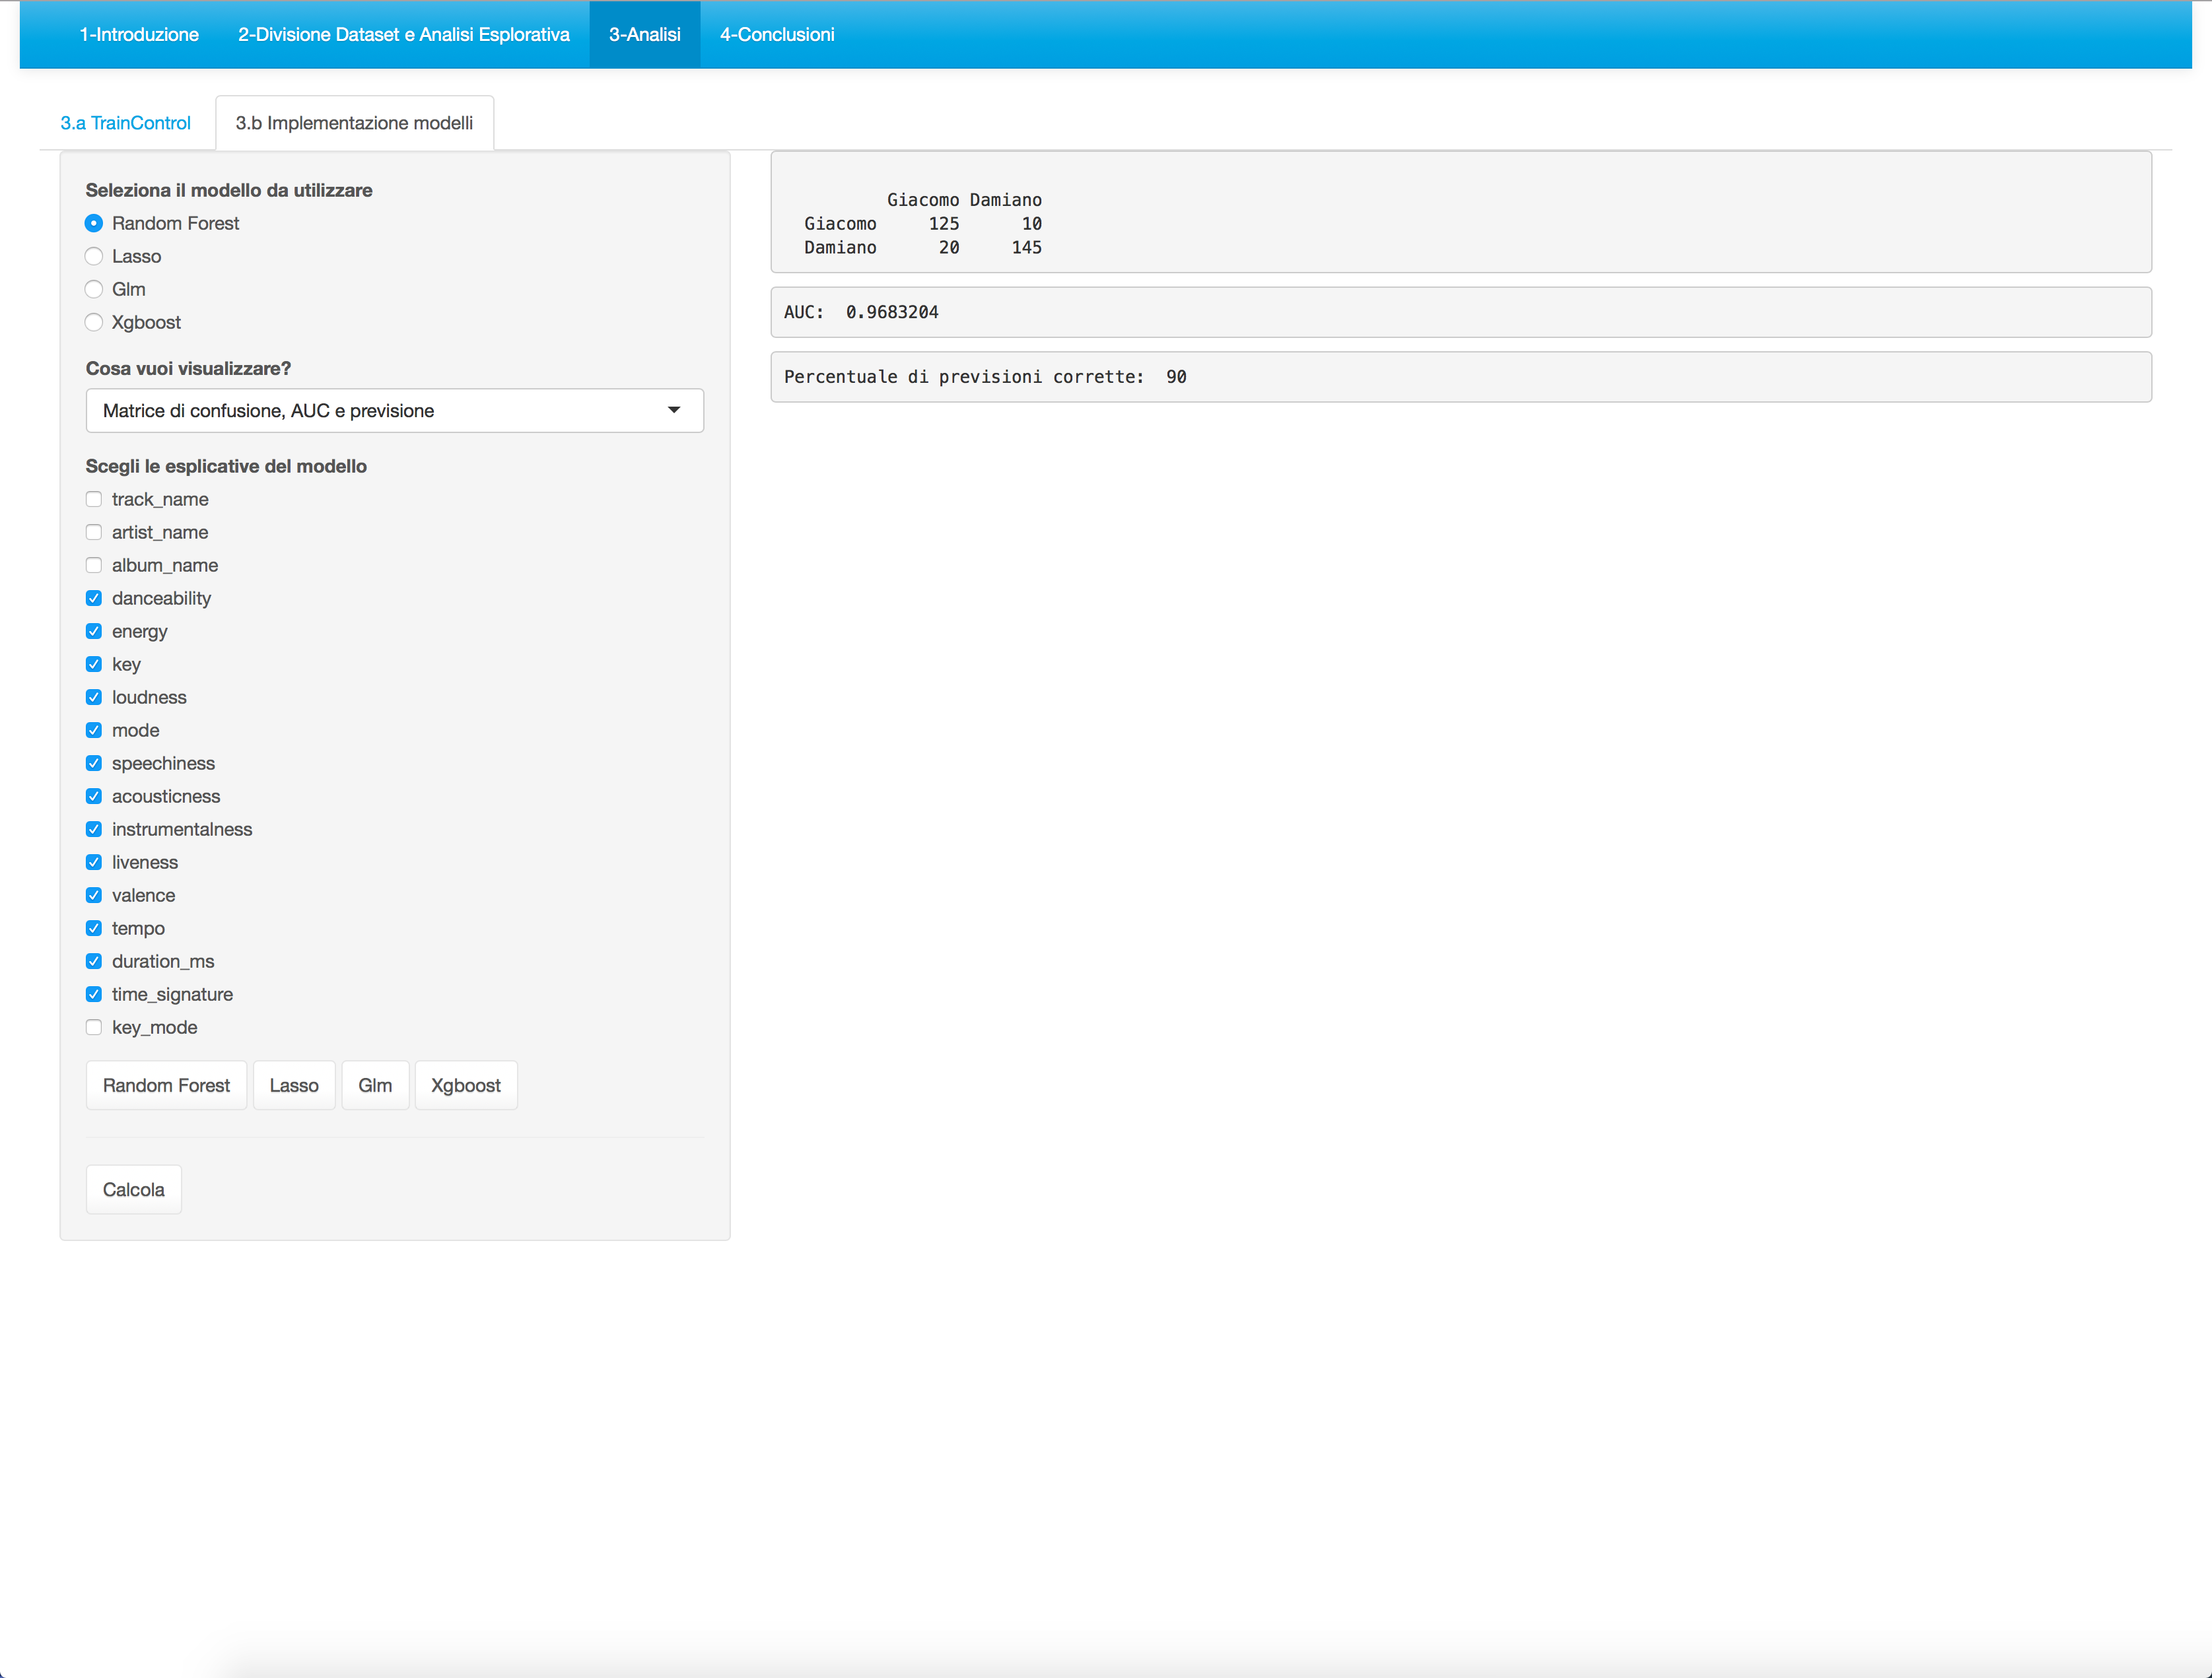 1-Introduzione 2-Divisione Dataset e Analisi Esplorativa 3-Analisi 4-Conclusioni
3.a TrainControl 3.b Implementazione modelli
Seleziona il modello da utilizzare
Random Forest
Lasso
Glm
Xgboost
Cosa vuoi visualizzare?
Matrice di confusione, AUC e previsione
Scegli le esplicative del modello
track_name
artist_name
album_name
danceability
energy
key
loudness
mode
speechiness
acousticness
instrumentalness
liveness
valence
tempo
duration_ms
time_signature
key_mode
Random Forest Lasso Glm Xgboost
Calcola
Giacomo Damiano
Giacomo 125 10
Damiano 20 145
AUC: 0.9683204
Percentuale di previsioni corrette: 90